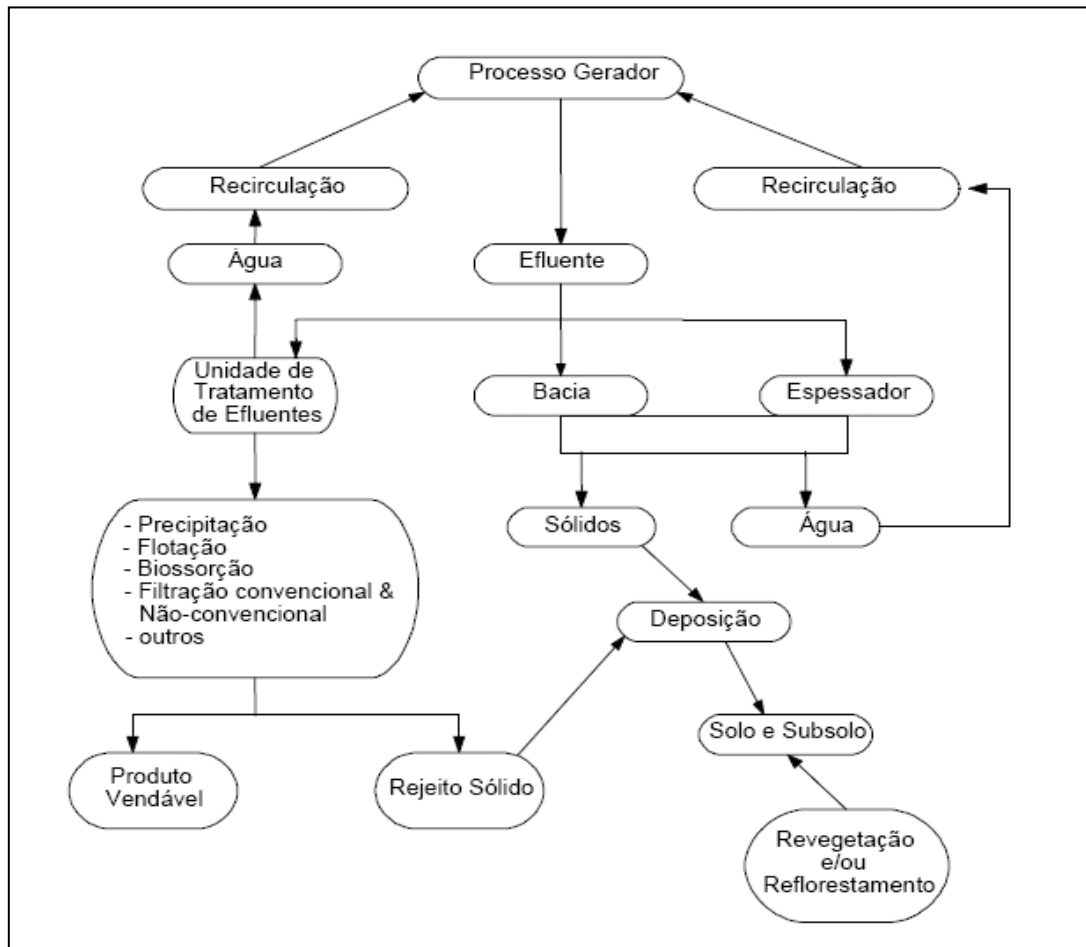 Processo Gerador
Recirculação
Recirculação
Água
Efluente
Unidade de
Tratamento
de Efluentes
Bacia
Espessador
- Precipitação
- Flotação
- Biossorção
- Filtração convencional &
Não-convencional
- outros
Sólidos
Água
Deposição
Solo e Subsolo
Produto
Vendável
Rejeito Sólido
Revegetação
e/ou
Reflorestamento